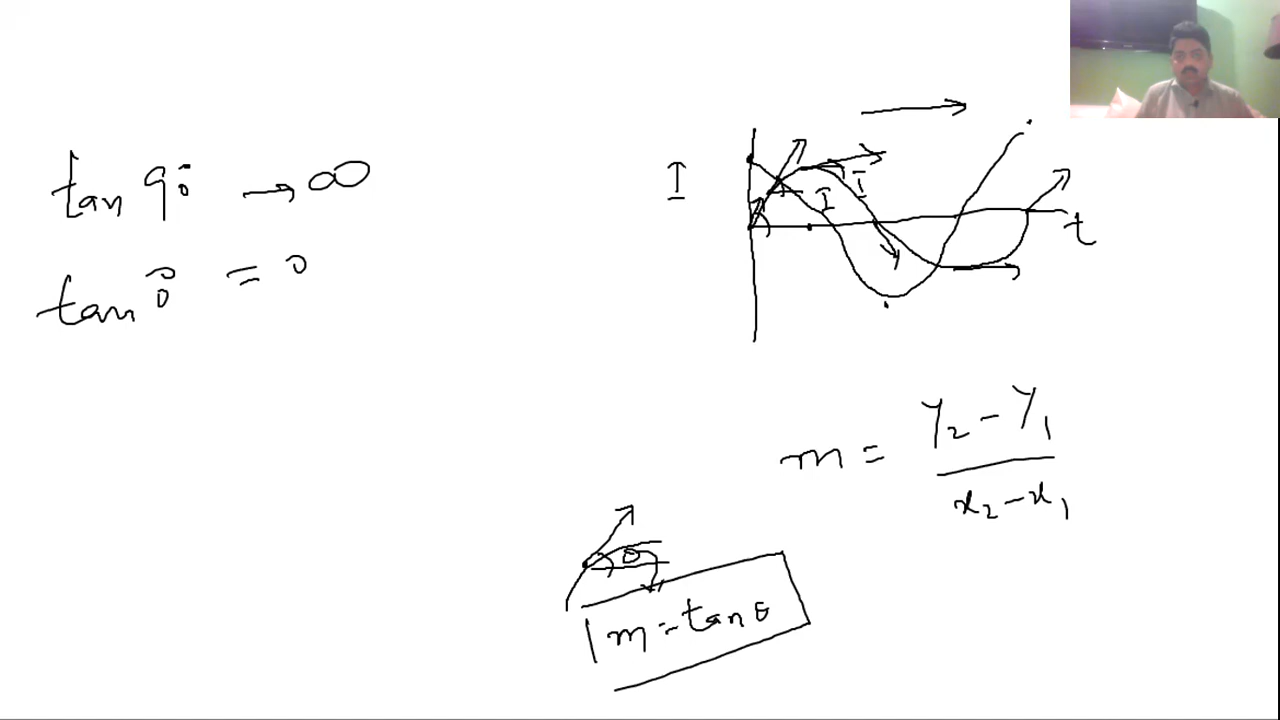 tan 90° → ∞
tan 0° = 0
I
I
I
t
m = y₂ - y₁
x₂ - x₁
θ
m = tan θ